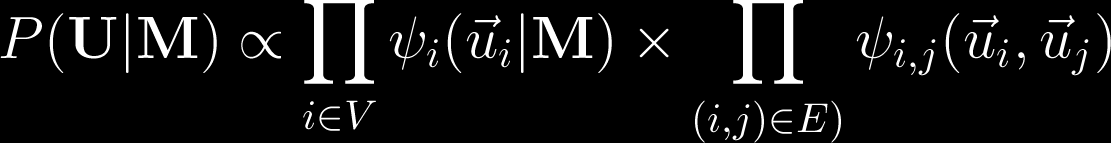 P(𝐔|𝐌) ∝ ∏_{i∈V} ψ_i(u⃗_i|𝐌) × ∏_{(i,j)∈E)} ψ_{i,j}(u⃗_i, u⃗_j)